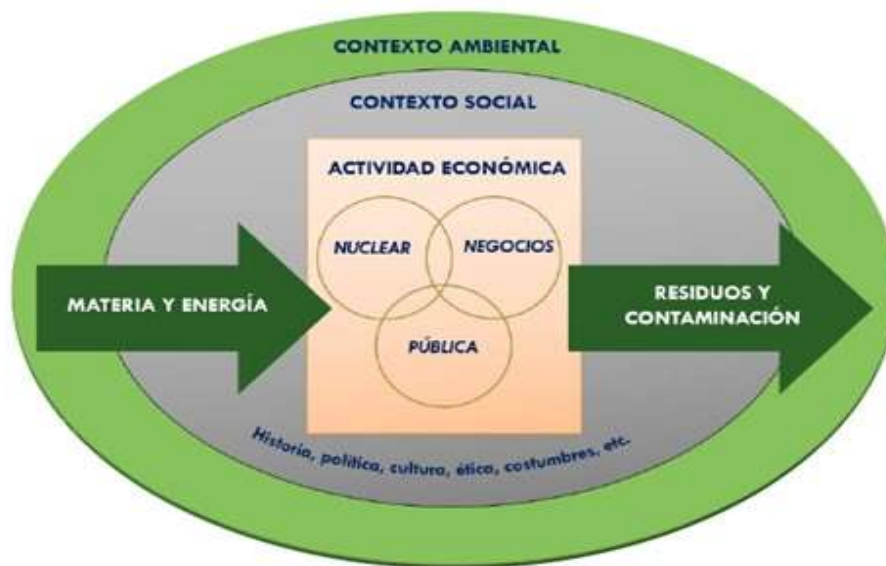 CONTEXTO AMBIENTAL
CONTEXTO SOCIAL
ACTIVIDAD ECONÓMICA
NUCLEAR
NEGOCIOS
MATERIA Y ENERGÍA
RESIDUOS Y
CONTAMINACIÓN
PÚBLICA
Historia, política, cultura, ética, costumbres, etc.